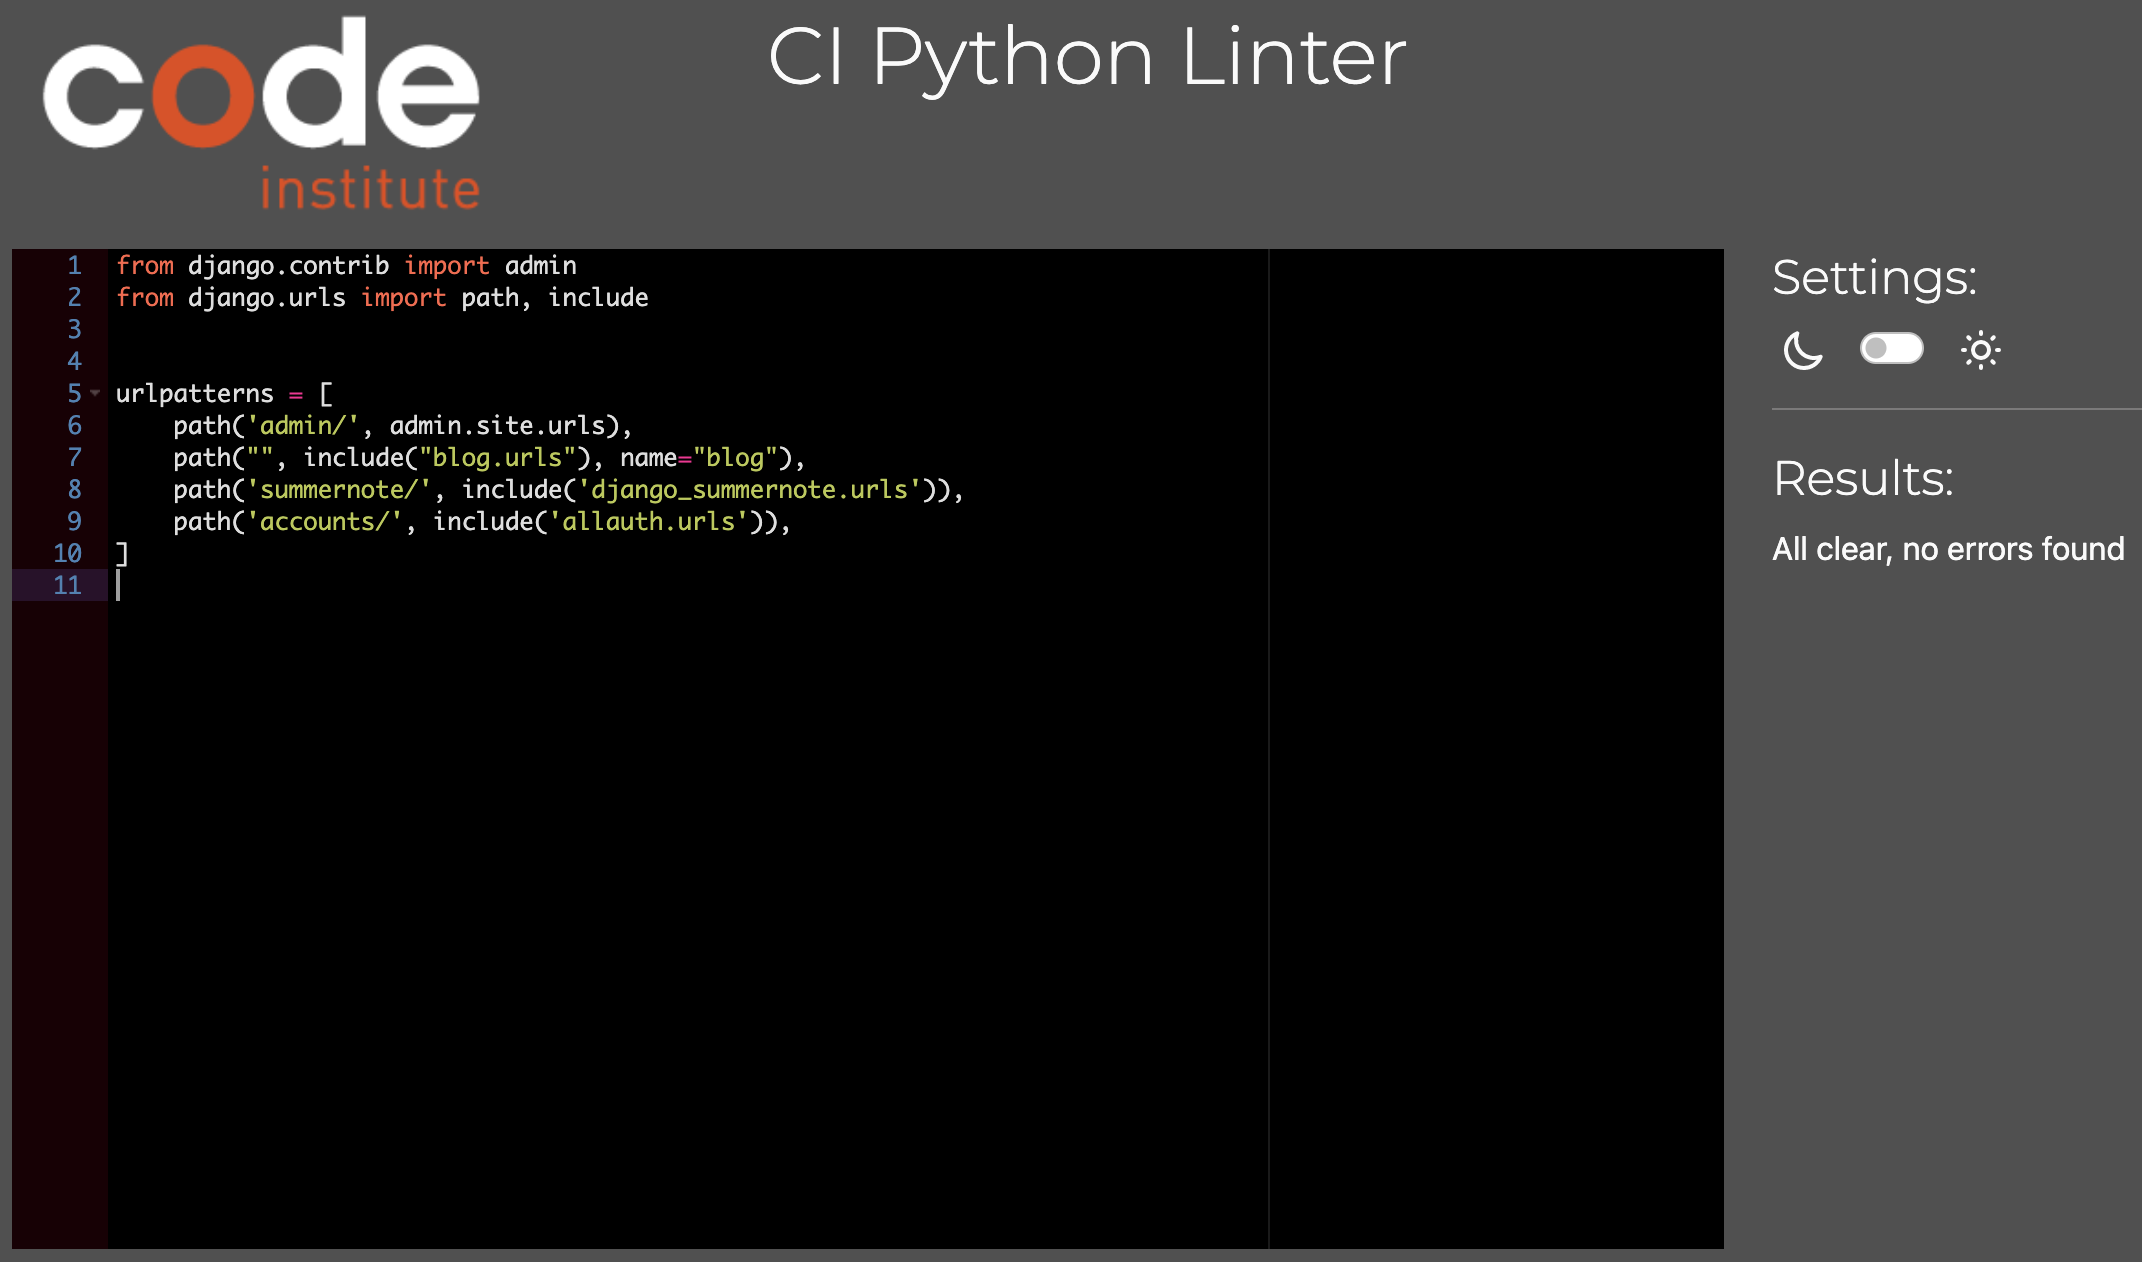 code
institute
CI Python Linter
1 from django.contrib import admin
2 from django.urls import path, include
3
4
5 urlpatterns = [
6     path('admin/', admin.site.urls),
7     path("", include("blog.urls"), name="blog"),
8     path('summernote/', include('django_summernote.urls')),
9     path('accounts/', include('allauth.urls')),
10 ]
11
Settings:
Results:
All clear, no errors found